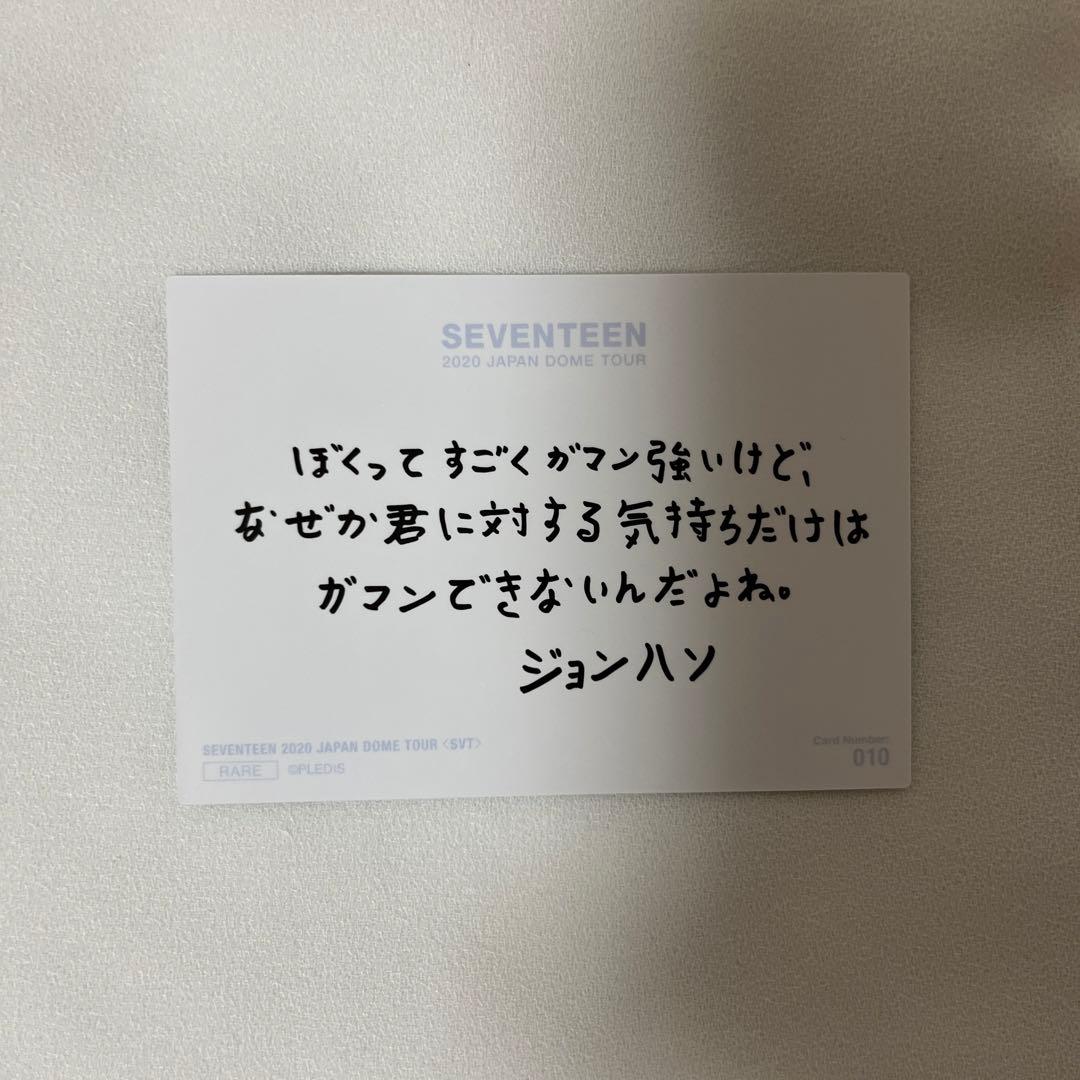 SEVENTEEN
2020 JAPAN DOME TOUR
ぼくってすごくガマン強いけど、
なぜか君に対する気持ちだけは
ガマンできないんだよね。
ジョンハン
SEVENTEEN 2020 JAPAN DOME TOUR〈SVT〉
RARE ©PLEDIS
Card Number:
010